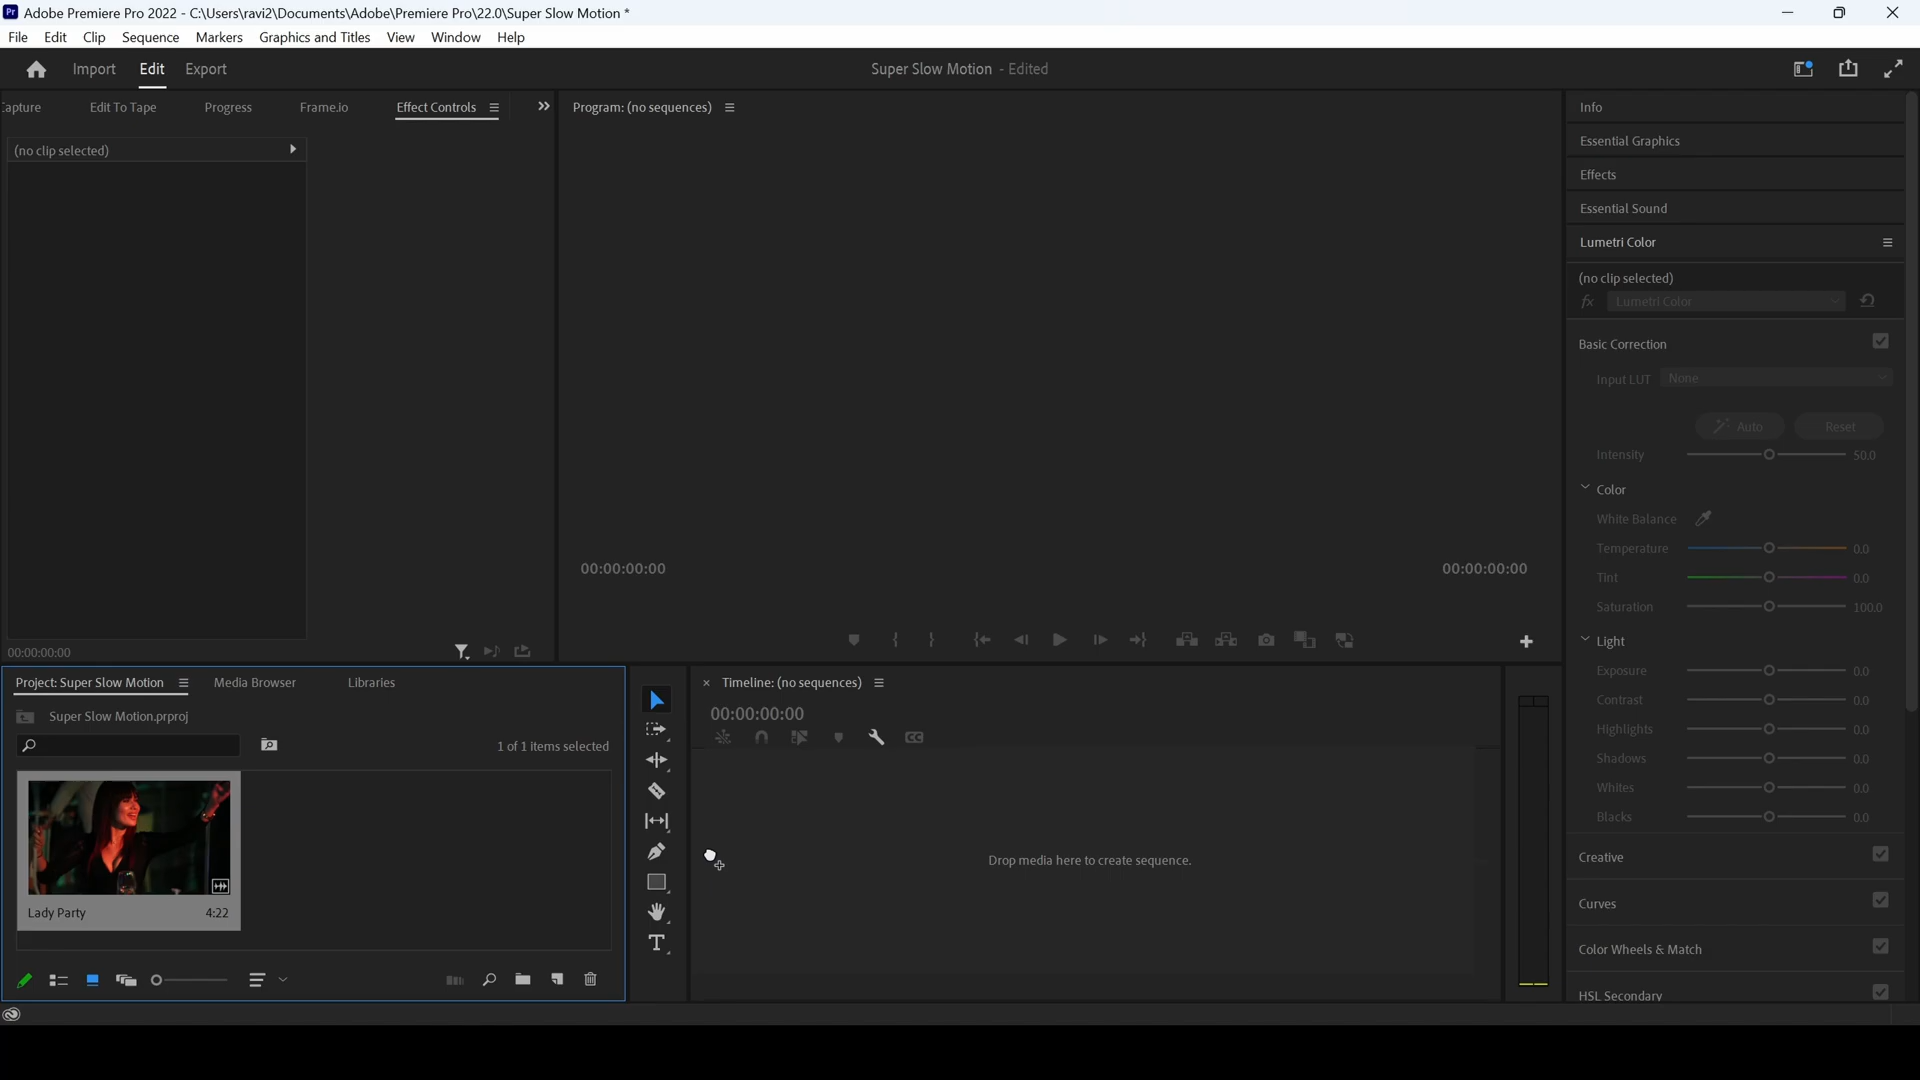 Adobe Premiere Pro 2022 - C:\Users\ravi2\Documents\Adobe\Premiere Pro\22.0\Super Slow Motion *
File Edit Clip Sequence Markers Graphics and Titles View Window Help
Import Edit Export
Super Slow Motion - Edited
apture Edit To Tape Progress Frame.io Effect Controls
(no clip selected)
00:00:00:00
Program: (no sequences)
00:00:00:00 00:00:00:00
Info
Essential Graphics
Effects
Essential Sound
Lumetri Color
(no clip selected)
fx Lumetri Color
Basic Correction
Input LUT None
Auto Reset
Intensity 50.0
Color
White Balance
Temperature 0.0
Tint 0.0
Saturation 100.0
Light
Exposure 0.0
Contrast 0.0
Highlights 0.0
Shadows 0.0
Whites 0.0
Blacks 0.0
Creative
Curves
Color Wheels & Match
HSL Secondary
Project: Super Slow Motion Media Browser Libraries
Super Slow Motion.prproj
1 of 1 items selected
Lady Party 4:22
Timeline: (no sequences)
00:00:00:00
CC
Drop media here to create sequence.